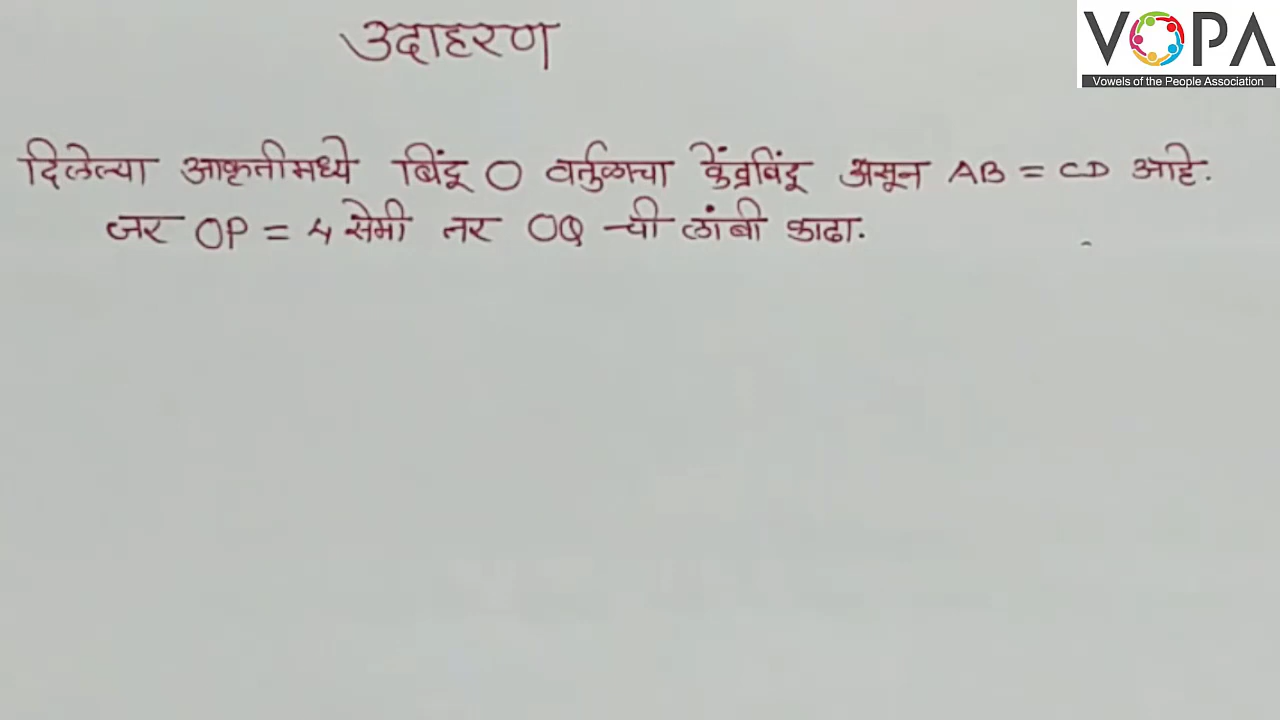 उदाहरण
VOPA
Vowels of the People Association
दिलेल्या आकृतीमध्ये बिंदू O वर्तुळाचा केंद्रबिंदू असून AB = CD आहे.
जर OP = ५ सेमी तर OQ ची लांबी काढा.